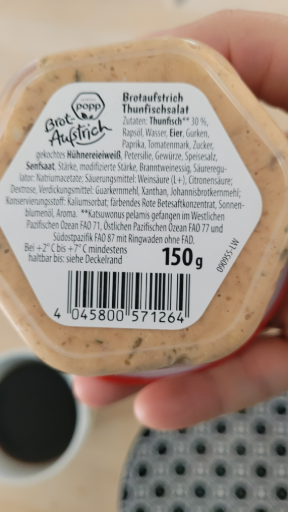 popp
Brot-
Aufstrich
Brotaufstrich
Thunfischsalat
Zutaten: Thunfisch** 30 %,
Rapsöl, Wasser, Eier, Gurken,
Paprika, Tomatenmark, Zucker,
gekochtes Hühnereieiweiß, Petersilie, Gewürze, Speisesalz,
Senfsaat, Stärke, modifizierte Stärke, Branntweinessig, Säureregu-
lator: Natriumacetate, Säuerungsmittel: Weinsäure (L+), Citronensäure;
Dextrose, Verdickungsmittel: Guarkernmehl, Xanthan, Johannisbrotkernmehl;
Konservierungsstoff: Kaliumsorbat; färbendes Rote Betesaftkonzentrat, Sonnen-
blumenöl, Aroma. **Katsuwonus pelamis gefangen im Westlichen
Pazifischen Ozean FAO 71, Östlichen Pazifischen Ozean FAO 77 und
Südostpazifik FAO 87 mit Ringwaden ohne FAD.
Bei +2° C bis +7° C mindestens
haltbar bis: siehe Deckelrand
150 g
090955-LW
4 045800 571264